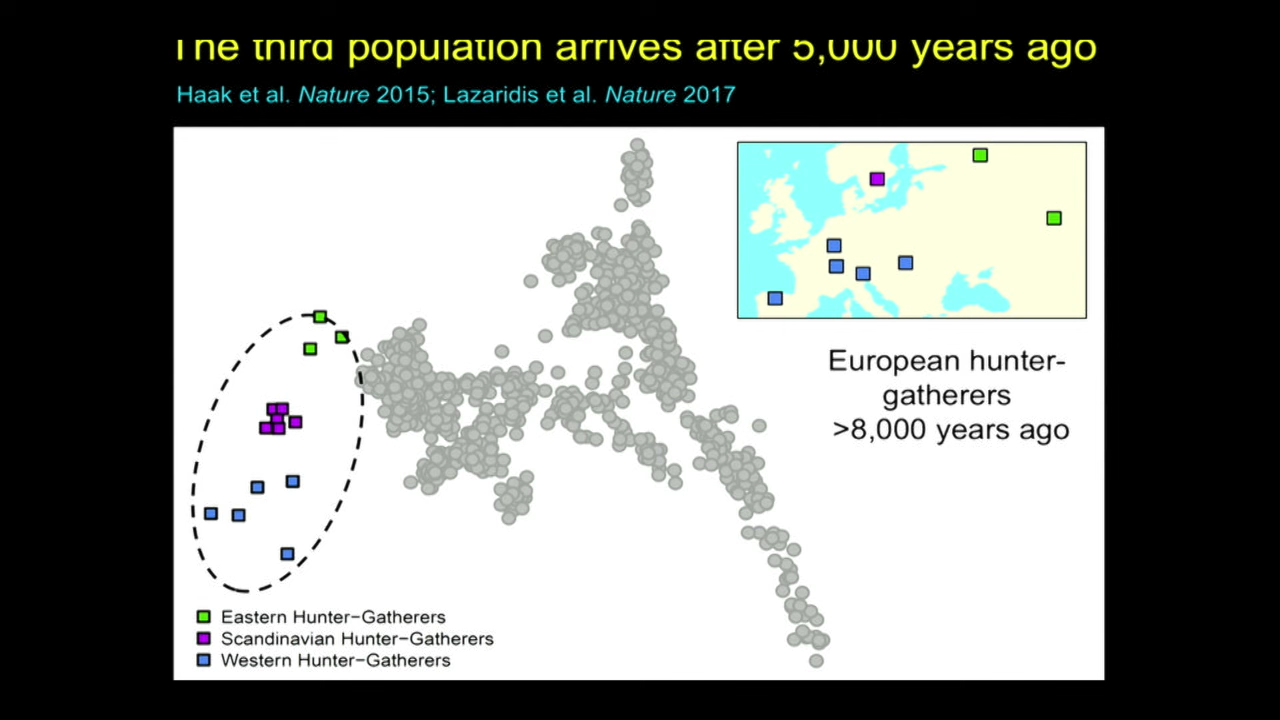 The third population arrives after 5,000 years ago
Haak et al. Nature 2015; Lazaridis et al. Nature 2017
European hunter-
gatherers
>8,000 years ago
Eastern Hunter−Gatherers
Scandinavian Hunter−Gatherers
Western Hunter−Gatherers